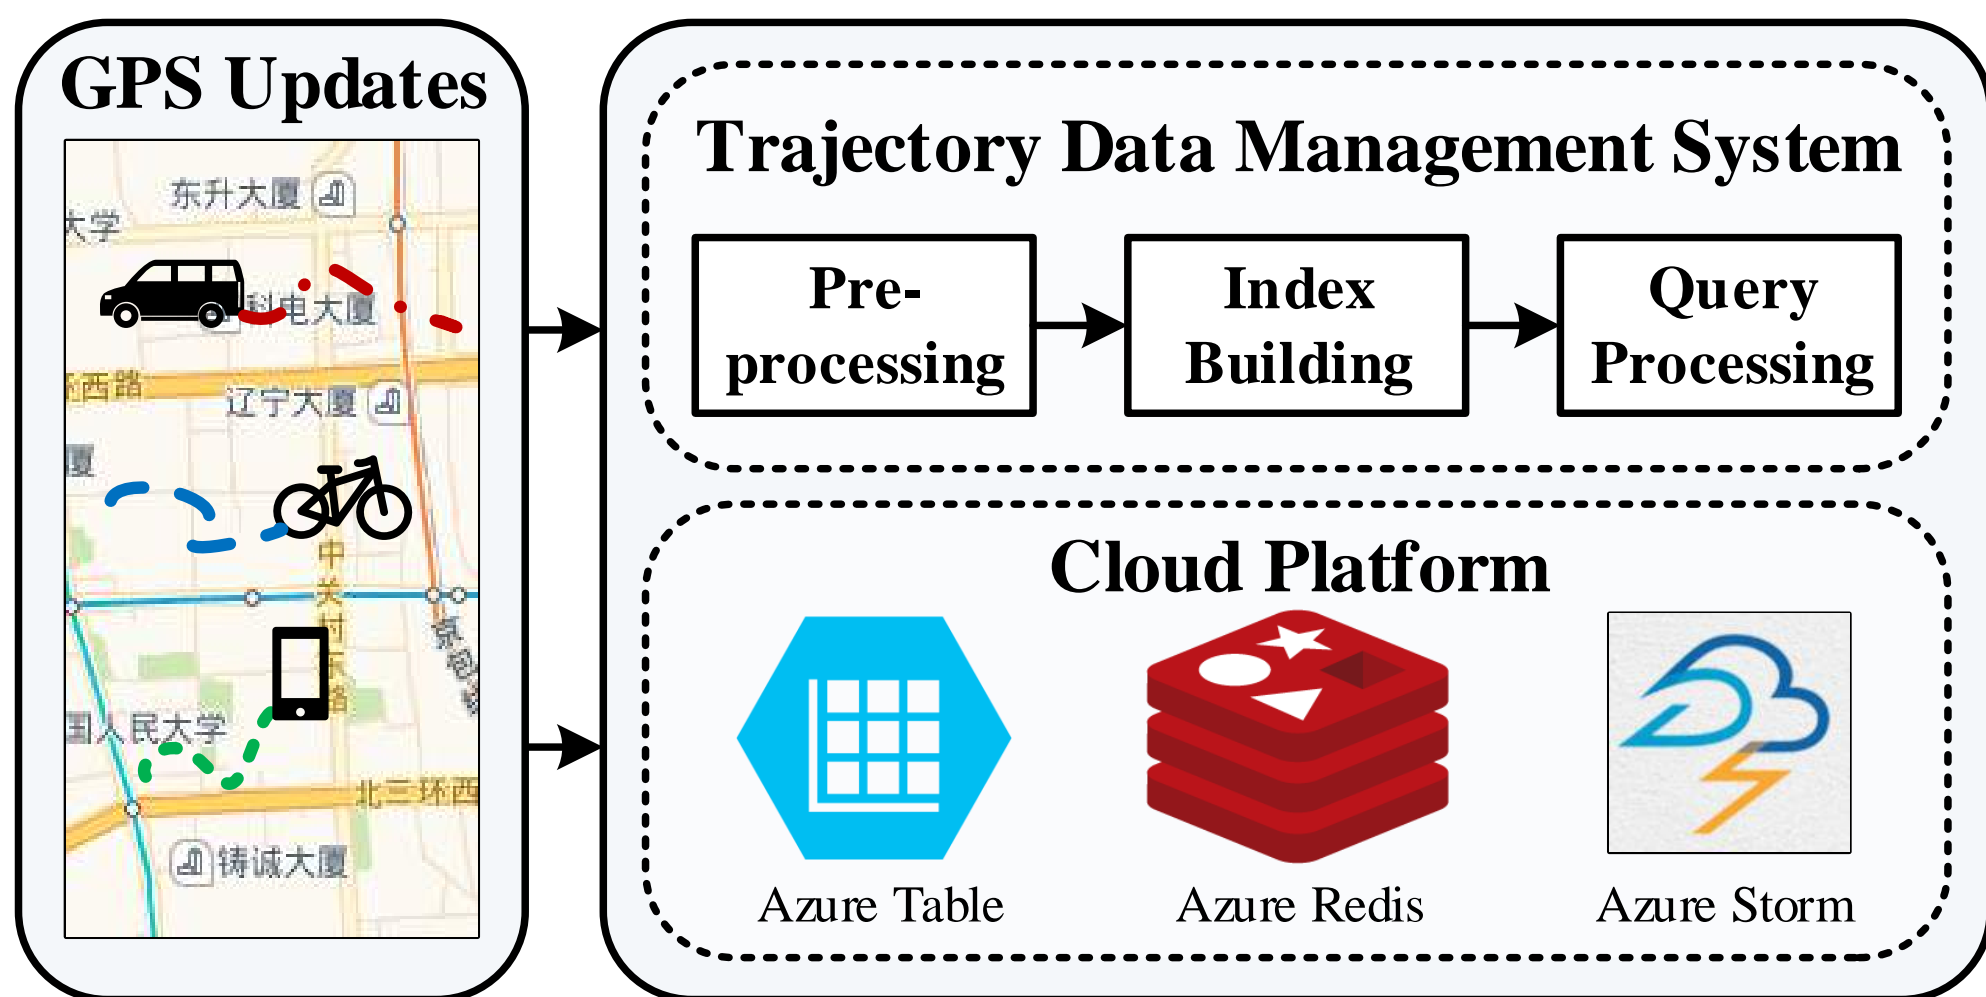 GPS Updates
东升大厦
大学
科电大厦
环西路
辽宁大厦
厦
中关村东路
国人民大学
北三环西
铸诚大厦
Trajectory Data Management System
Pre-
processing
Index
Building
Query
Processing
Cloud Platform
Azure Table
Azure Redis
Azure Storm